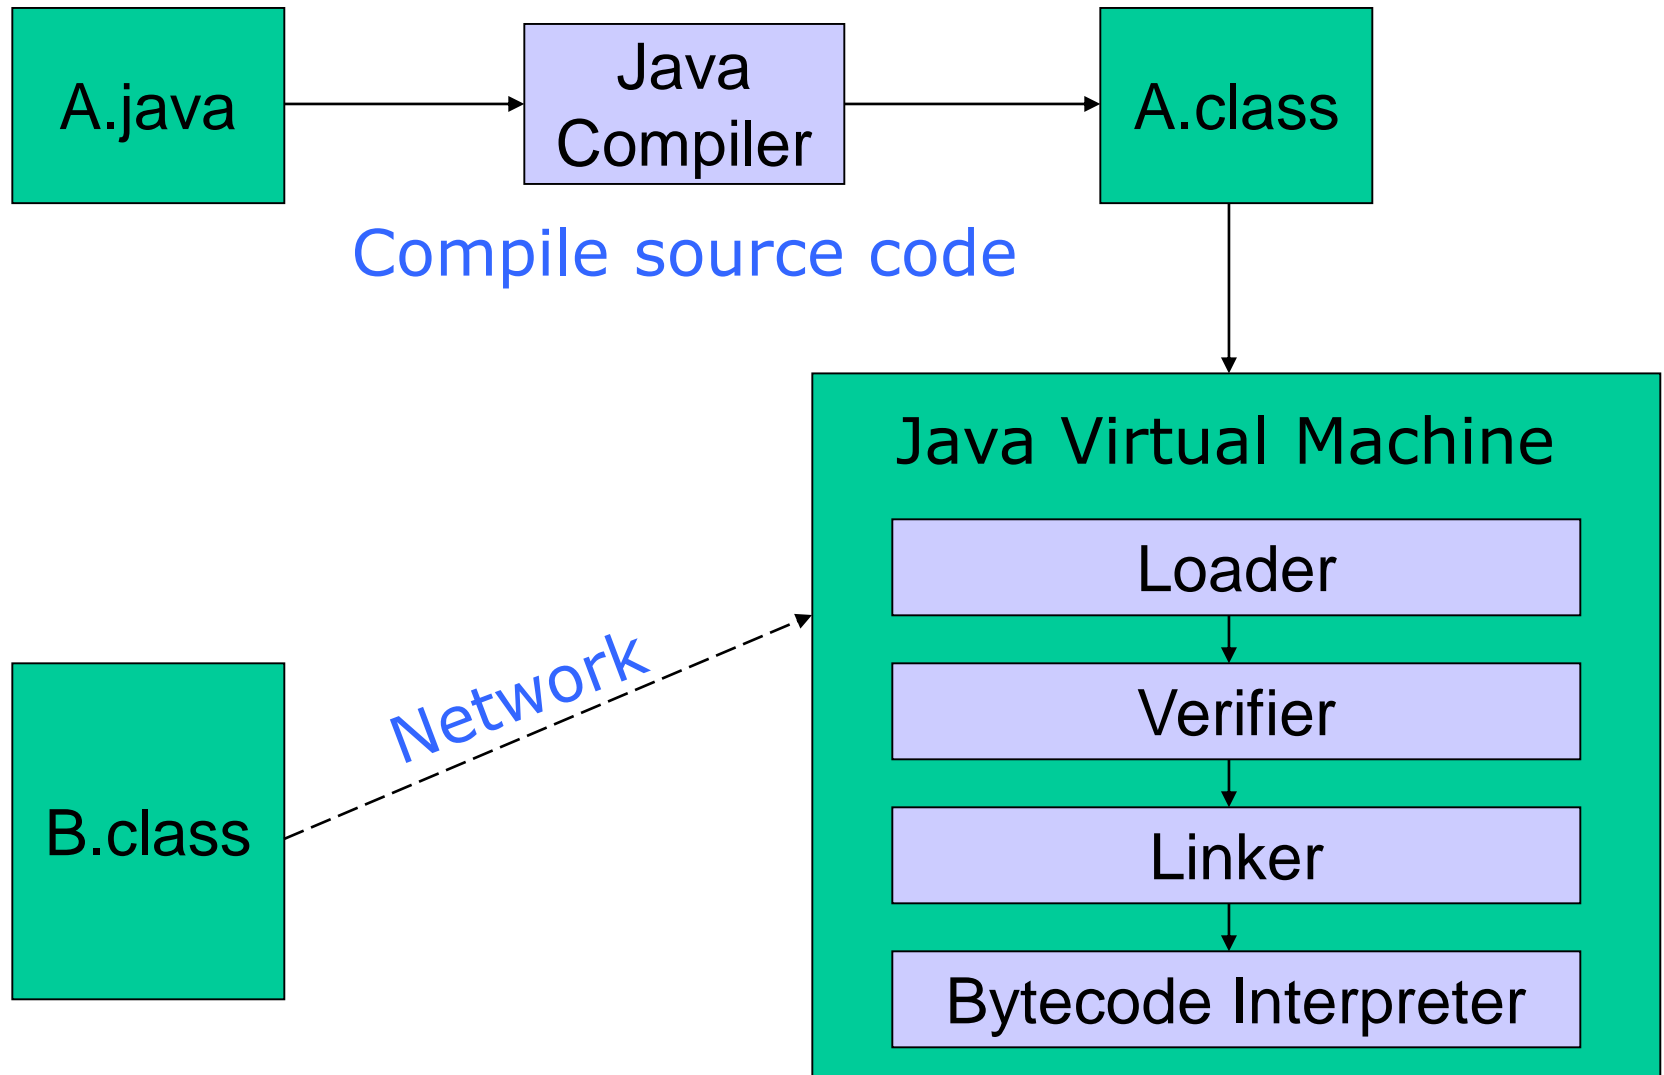 A.java
Java
Compiler
A.class
Compile source code
Java Virtual Machine
Loader
Network
Verifier
B.class
Linker
Bytecode Interpreter